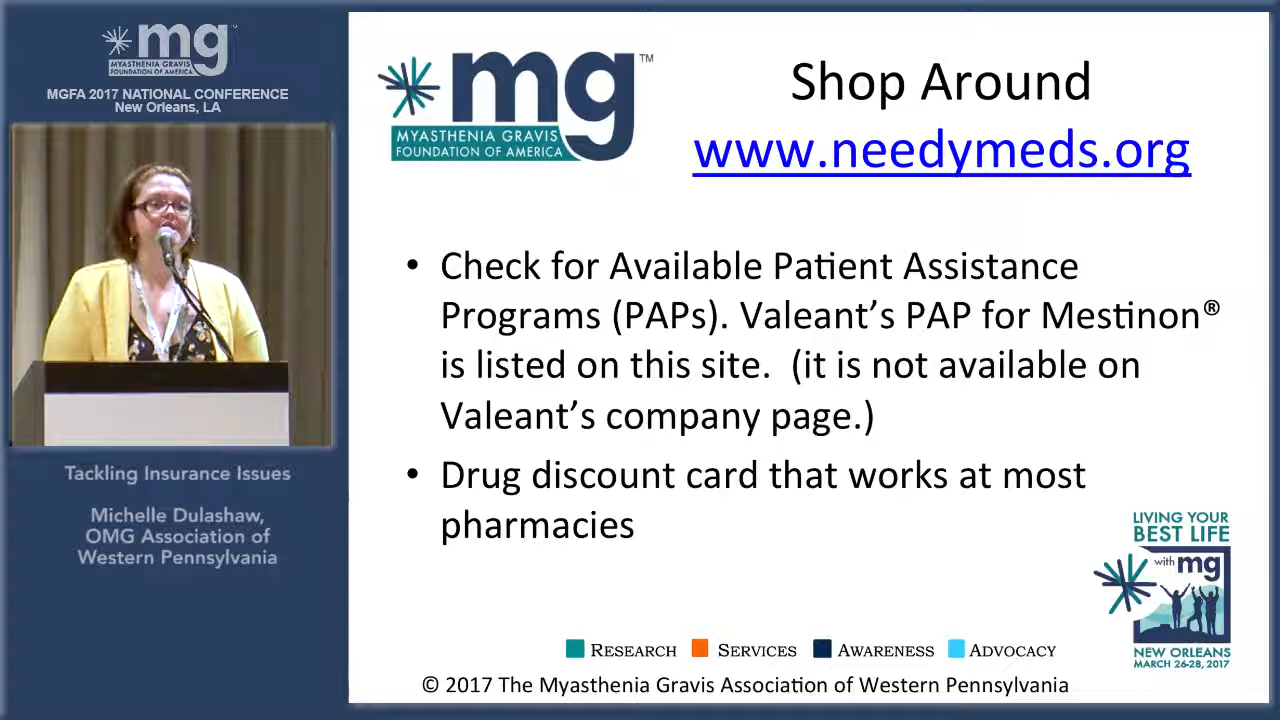 mg
MYASTHENIA GRAVIS
FOUNDATION OF AMERICA
MGFA 2017 NATIONAL CONFERENCE
New Orleans, LA
Tackling Insurance Issues
Michelle Dulashaw,
OMG Association of
Western Pennsylvania
mg™
MYASTHENIA GRAVIS
FOUNDATION OF AMERICA
Shop Around
www.needymeds.org
• Check for Available Patient Assistance
Programs (PAPs). Valeant’s PAP for Mestinon®
is listed on this site.  (it is not available on
Valeant’s company page.)
• Drug discount card that works at most
pharmacies
LIVING YOUR
BEST LIFE
with mg
NEW ORLEANS
MARCH 26-28, 2017
RESEARCH SERVICES AWARENESS ADVOCACY
© 2017 The Myasthenia Gravis Association of Western Pennsylvania